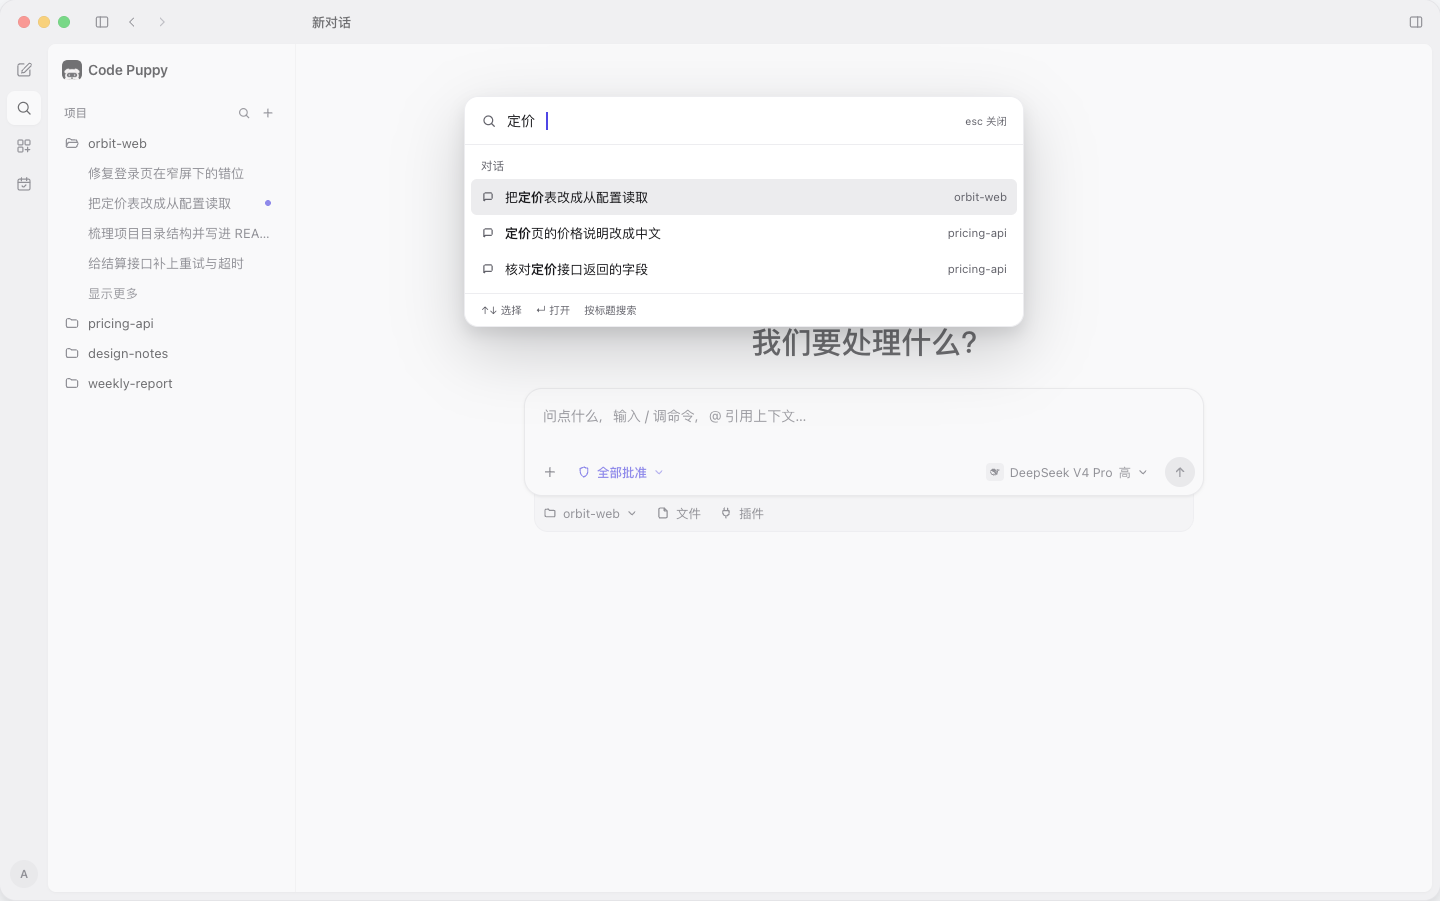 新对话
Code Puppy
项目
orbit-web
修复登录页在窄屏下的错位
把定价表改成从配置读取
梳理项目目录结构并写进 REA...
给结算接口补上重试与超时
显示更多
pricing-api
design-notes
weekly-report
A
定价
esc 关闭
对话
把定价表改成从配置读取 orbit-web
定价页的价格说明改成中文 pricing-api
核对定价接口返回的字段 pricing-api
↑↓ 选择 ↵ 打开 按标题搜索
我们要处理什么?
问点什么，输入 / 调命令，@ 引用上下文...
全部批准 DeepSeek V4 Pro 高
orbit-web 文件 插件